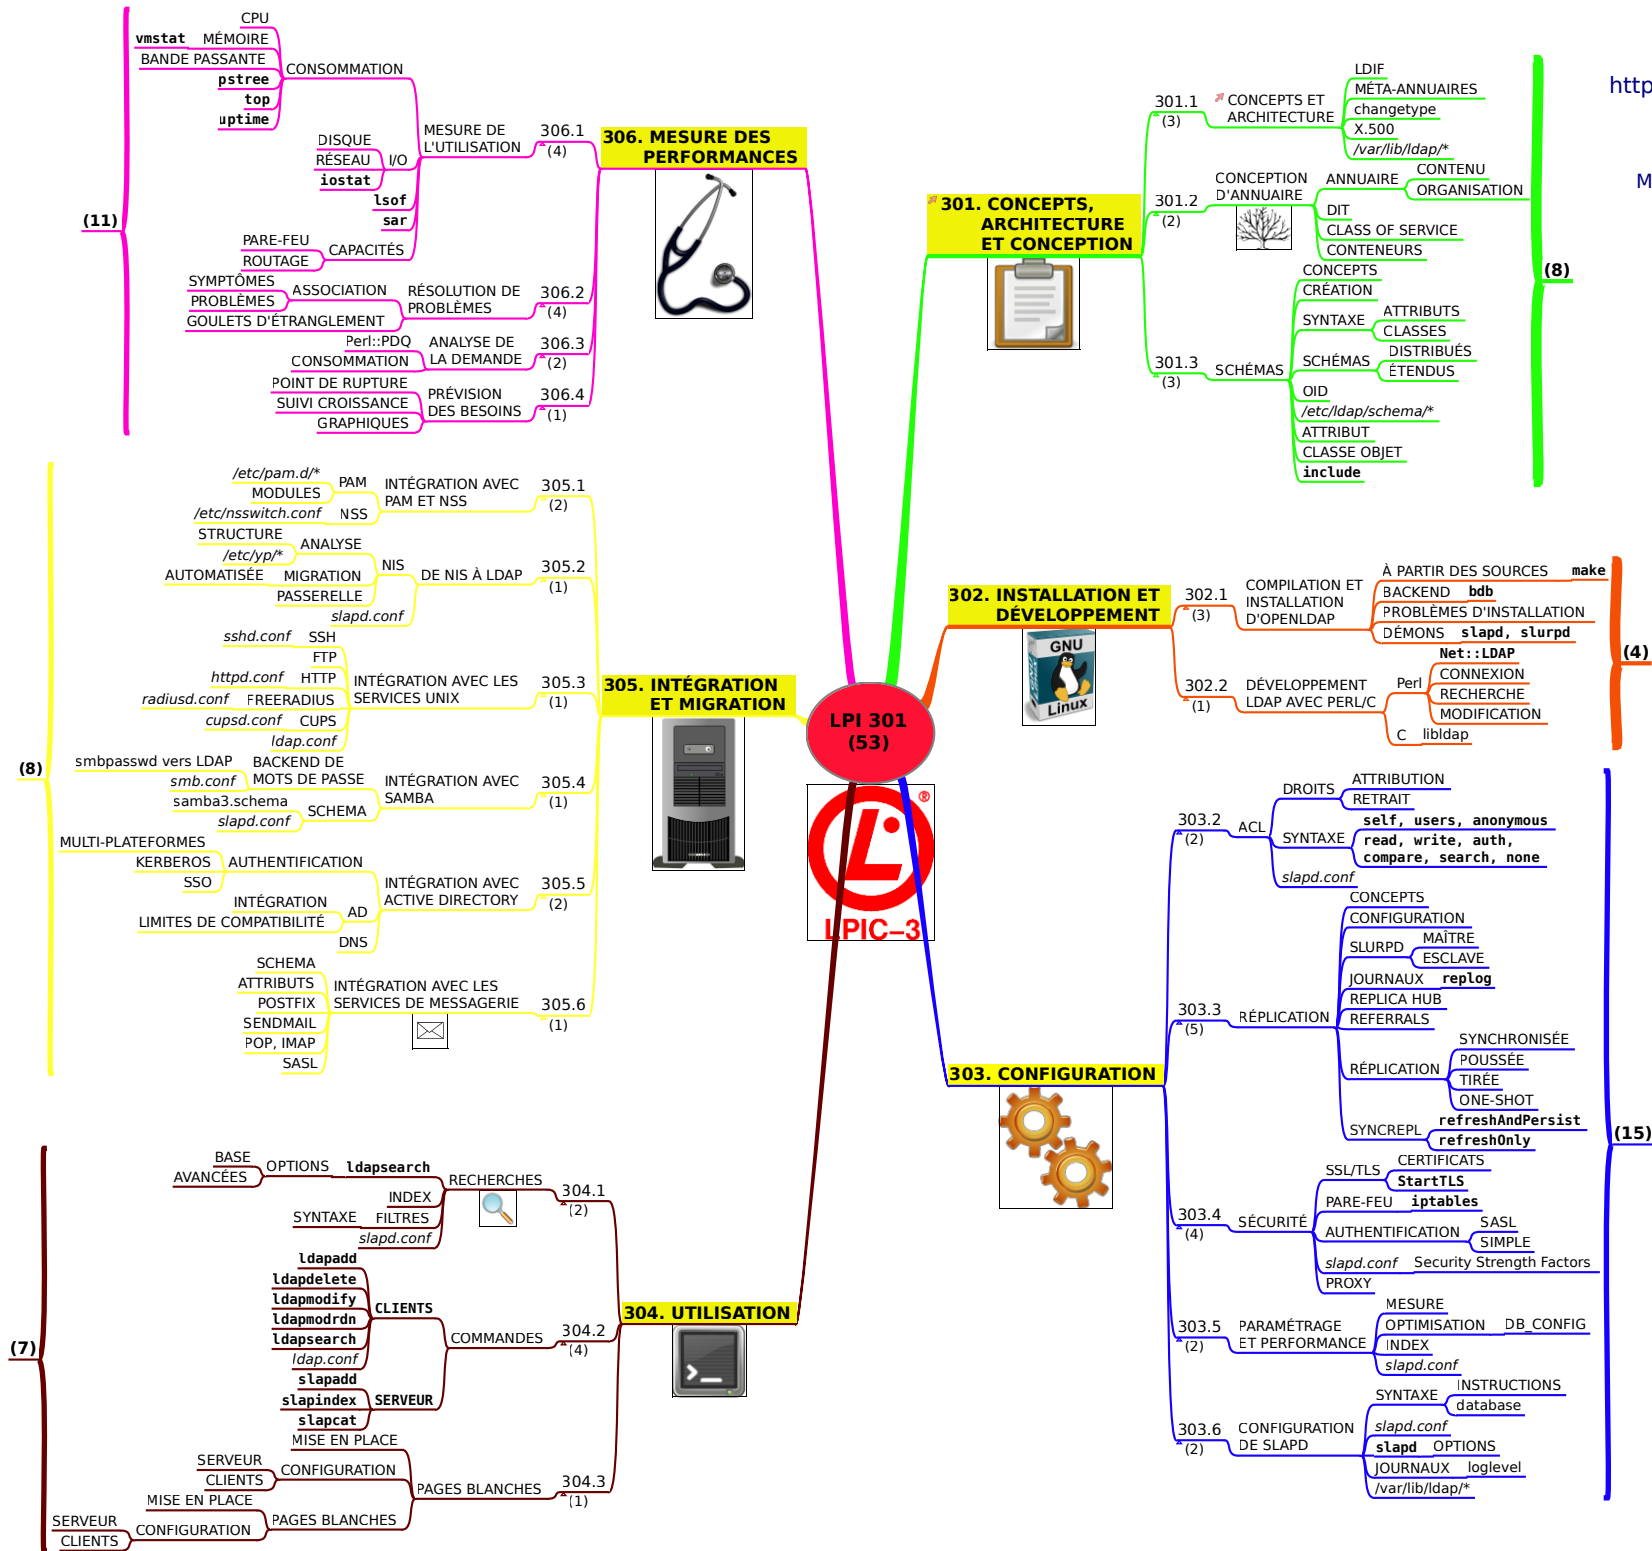 LPI 301
(53)
LPIC–3
®
http
M
301. CONCEPTS,
ARCHITECTURE
ET CONCEPTION
(8)
301.1
(3)
CONCEPTS ET
ARCHITECTURE
LDIF
MÉTA-ANNUAIRES
changetype
X.500
/var/lib/ldap/*
301.2
(2)
CONCEPTION
D'ANNUAIRE
ANNUAIRE
CONTENU
ORGANISATION
DIT
CLASS OF SERVICE
CONTENEURS
301.3
(3)
SCHÉMAS
CONCEPTS
CRÉATION
SYNTAXE
ATTRIBUTS
CLASSES
SCHÉMAS
DISTRIBUÉS
ÉTENDUS
OID
/etc/ldap/schema/*
ATTRIBUT
CLASSE OBJET
include
302. INSTALLATION ET
DÉVELOPPEMENT
GNU
Linux
(4)
302.1
(3)
COMPILATION ET
INSTALLATION
D'OPENLDAP
À PARTIR DES SOURCES make
BACKEND bdb
PROBLÈMES D'INSTALLATION
DÉMONS slapd, slurpd
302.2
(1)
DÉVELOPPEMENT
LDAP AVEC PERL/C
Perl
Net::LDAP
CONNEXION
RECHERCHE
MODIFICATION
C libldap
303. CONFIGURATION
(15)
303.2
(2)
ACL
DROITS
ATTRIBUTION
RETRAIT
SYNTAXE
self, users, anonymous
read, write, auth,
compare, search, none
slapd.conf
303.3
(5)
RÉPLICATION
CONCEPTS
CONFIGURATION
SLURPD
MAÎTRE
ESCLAVE
JOURNAUX replog
REPLICA HUB
REFERRALS
RÉPLICATION
SYNCHRONISÉE
POUSSÉE
TIRÉE
ONE-SHOT
SYNCREPL
refreshAndPersist
refreshOnly
303.4
(4)
SÉCURITÉ
SSL/TLS
CERTIFICATS
StartTLS
PARE-FEU iptables
AUTHENTIFICATION
SASL
SIMPLE
slapd.conf Security Strength Factors
PROXY
303.5
(2)
PARAMÉTRAGE
ET PERFORMANCE
MESURE
OPTIMISATION DB_CONFIG
INDEX
slapd.conf
303.6
(2)
CONFIGURATION
DE SLAPD
SYNTAXE
INSTRUCTIONS
database
slapd.conf
slapd OPTIONS
JOURNAUX loglevel
/var/lib/ldap/*
304. UTILISATION
(7)
304.1
(2)
RECHERCHES
ldapsearch
OPTIONS
BASE
AVANCÉES
INDEX
SYNTAXE FILTRES
slapd.conf
304.2
(4)
COMMANDES
CLIENTS
ldapadd
ldapdelete
ldapmodify
ldapmodrdn
ldapsearch
ldap.conf
SERVEUR
slapadd
slapindex
slapcat
304.3
(1)
PAGES BLANCHES
MISE EN PLACE
CONFIGURATION
SERVEUR
CLIENTS
PAGES BLANCHES
MISE EN PLACE
CONFIGURATION
SERVEUR
CLIENTS
305. INTÉGRATION
ET MIGRATION
(8)
305.1
(2)
INTÉGRATION AVEC
PAM ET NSS
PAM
/etc/pam.d/*
MODULES
/etc/nsswitch.conf NSS
305.2
(1)
DE NIS À LDAP
NIS
ANALYSE
STRUCTURE
/etc/yp/*
AUTOMATISÉE MIGRATION
PASSERELLE
slapd.conf
305.3
(1)
INTÉGRATION AVEC LES
SERVICES UNIX
sshd.conf SSH
FTP
httpd.conf HTTP
radiusd.conf FREERADIUS
cupsd.conf CUPS
ldap.conf
305.4
(1)
INTÉGRATION AVEC
SAMBA
BACKEND DE
MOTS DE PASSE
smbpasswd vers LDAP
smb.conf
SCHEMA
samba3.schema
slapd.conf
305.5
(2)
INTÉGRATION AVEC
ACTIVE DIRECTORY
AUTHENTIFICATION
MULTI-PLATEFORMES
KERBEROS
SSO
AD
INTÉGRATION
LIMITES DE COMPATIBILITÉ
DNS
305.6
(1)
INTÉGRATION AVEC LES
SERVICES DE MESSAGERIE
SCHEMA
ATTRIBUTS
POSTFIX
SENDMAIL
POP, IMAP
SASL
306. MESURE DES
PERFORMANCES
(11)
306.1
(4)
MESURE DE
L'UTILISATION
CONSOMMATION
CPU
vmstat MÉMOIRE
BANDE PASSANTE
pstree
top
uptime
I/O
DISQUE
RÉSEAU
iostat
lsof
sar
CAPACITÉS
PARE-FEU
ROUTAGE
306.2
(4)
RÉSOLUTION DE
PROBLÈMES
ASSOCIATION
SYMPTÔMES
PROBLÈMES
GOULETS D'ÉTRANGLEMENT
306.3
(2)
ANALYSE DE
LA DEMANDE
Perl::PDQ
CONSOMMATION
306.4
(1)
PRÉVISION
DES BESOINS
POINT DE RUPTURE
SUIVI CROISSANCE
GRAPHIQUES